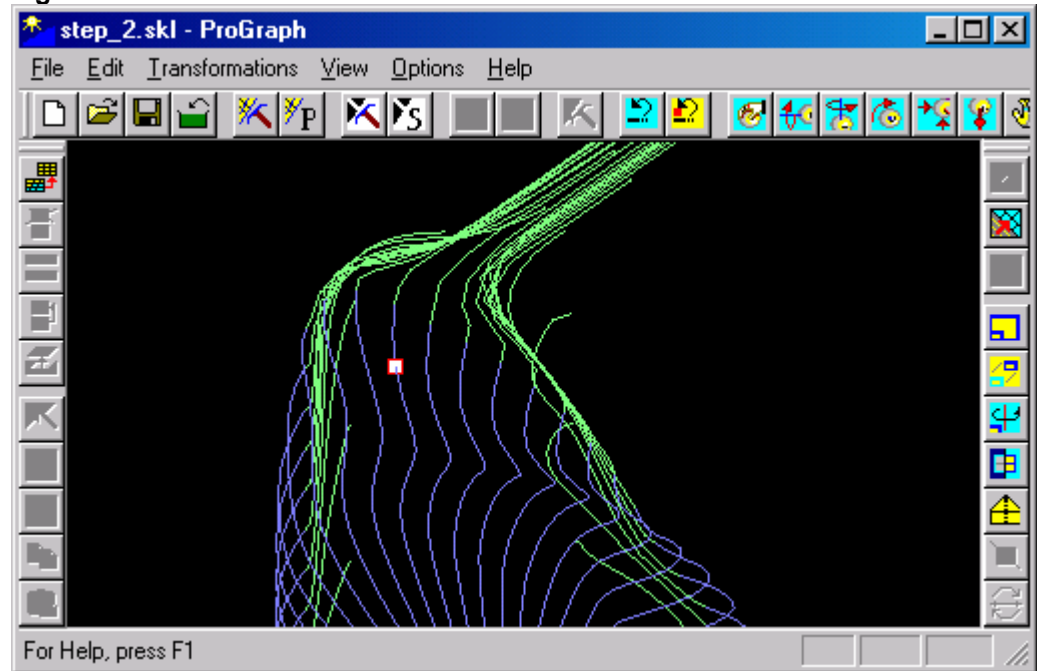 step_2.skl - ProGraph
File Edit Transformations View Options Help
P S
For Help, press F1